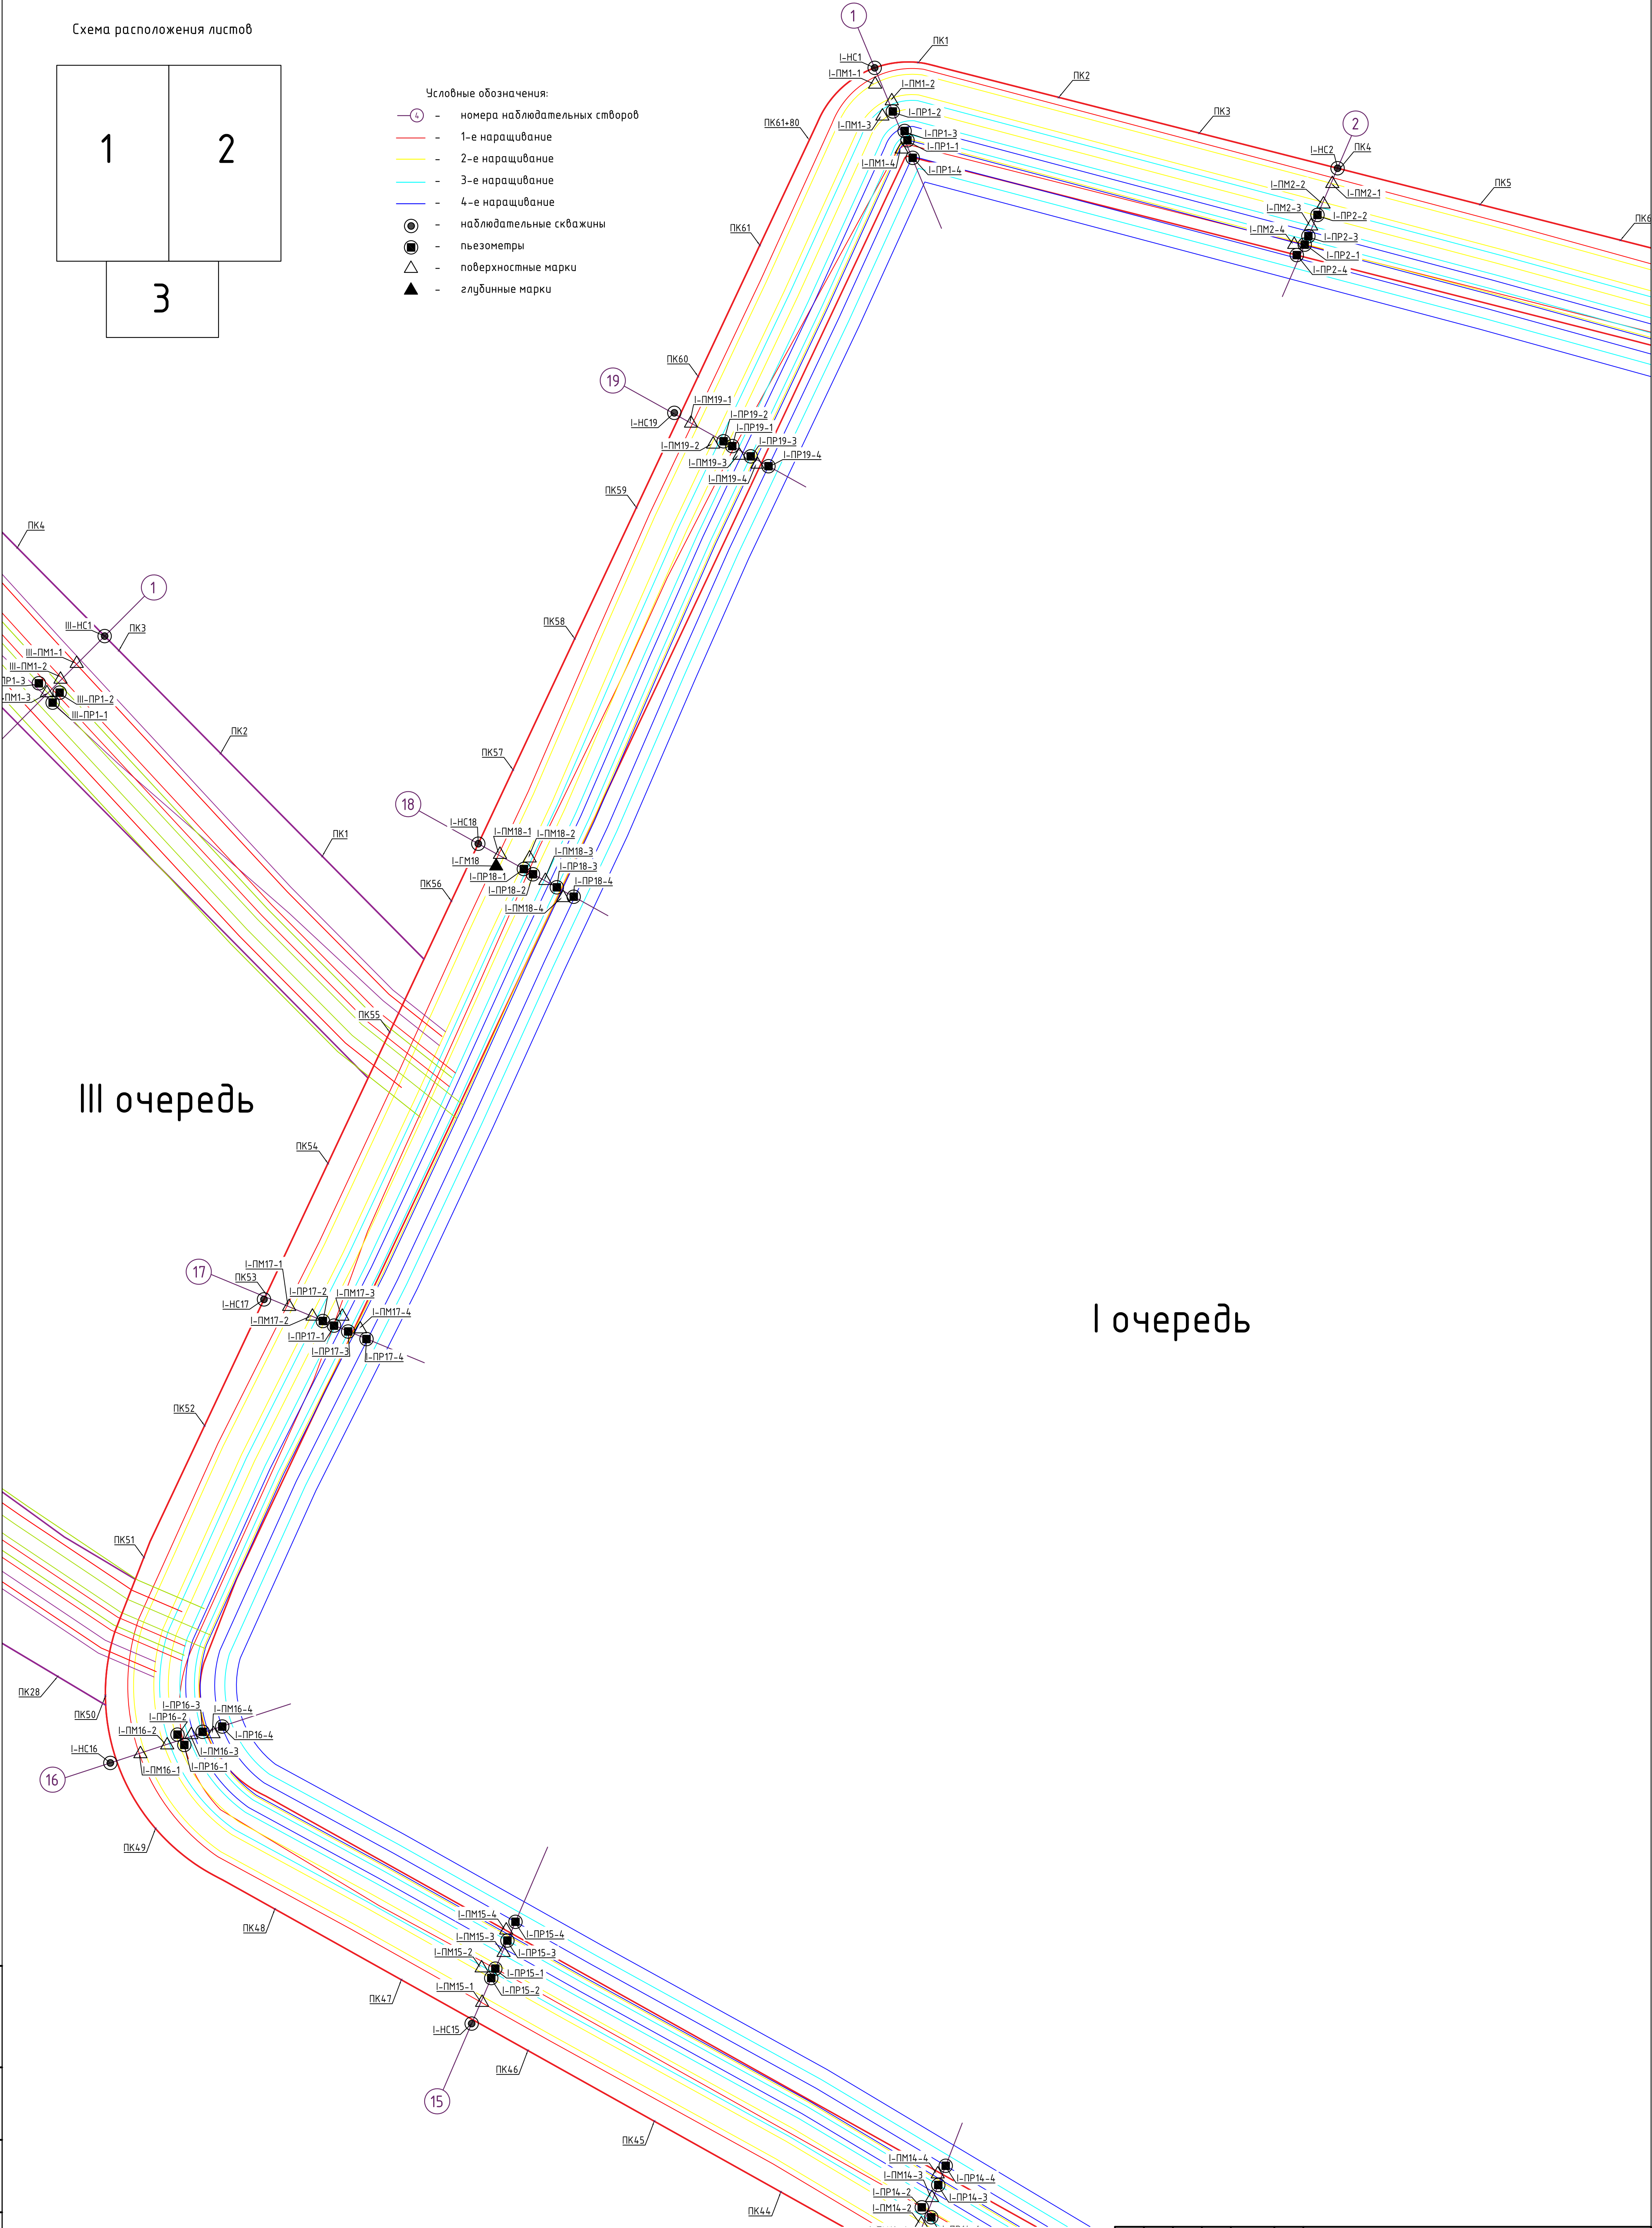 Схема расположения листов
1
2
3
Условные обозначения:
4 - номера наблюдательных створов
- 1-е наращивание
- 2-е наращивание
- 3-е наращивание
- 4-е наращивание
- наблюдательные скважины
- пьезометры
- поверхностные марки
- глубинные марки
1
ПК1
I-НС1
I-ПМ1-1
I-ПМ1-2
I-ПР1-2
I-ПМ1-3
I-ПР1-3
I-ПР1-1
I-ПМ1-4
I-ПР1-4
ПК2
ПК3
2
I-НС2
ПК4
I-ПМ2-2
I-ПМ2-1
I-ПМ2-3
I-ПР2-2
I-ПМ2-4
I-ПР2-3
I-ПР2-1
I-ПР2-4
ПК5
ПК6
ПК61+80
ПК61
ПК60
19
I-ПМ19-1
I-НС19
I-ПР19-2
I-ПР19-1
I-ПМ19-2
I-ПР19-3
I-ПМ19-3
I-ПР19-4
I-ПМ19-4
ПК59
ПК4
1
III-НС1
ПК3
III-ПМ1-1
III-ПМ1-2
ПР1-3
-ПМ1-3
III-ПР1-2
III-ПР1-1
ПК58
ПК2
ПК57
18
I-НС18
ПК1
I-ПМ18-1
I-ПМ18-2
I-ПМ18-3
I-ГМ18
I-ПР18-3
I-ПР18-1
I-ПР18-4
I-ПР18-2
I-ПМ18-4
ПК56
ПК55
III очередь
ПК54
17
I-ПМ17-1
ПК53
I-ПР17-2
I-ПМ17-3
I-НС17
I-ПМ17-4
I-ПМ17-2
I-ПР17-1
I-ПР17-3
I-ПР17-4
I очередь
ПК52
ПК51
ПК28
ПК50
I-ПР16-3
I-ПМ16-4
I-ПР16-2
I-ПМ16-2
I-ПР16-4
I-НС16
I-ПМ16-3
I-ПМ16-1
I-ПР16-1
16
ПК49
ПК48
I-ПМ15-4
I-ПР15-4
I-ПМ15-3
I-ПМ15-2
I-ПР15-3
I-ПР15-1
I-ПМ15-1
I-ПР15-2
ПК47
I-НС15
ПК46
15
ПК45
I-ПМ14-4
I-ПР14-4
I-ПМ14-3
I-ПР14-2
I-ПР14-3
I-ПМ14-2
ПК44